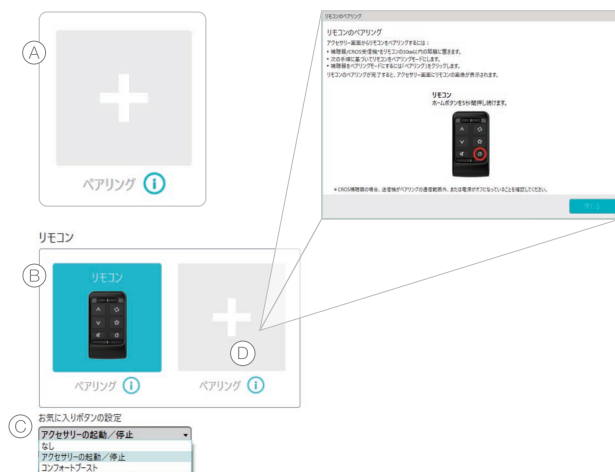 A
ペアリング i
リモコン
B
リモコン
ペアリング i
D
ペアリング i
C
お気に入りボタンの設定
アクセサリーの起動／停止
なし
アクセサリーの起動／停止
コンフォートブースト
リモコンのペアリング
リモコンのペアリング
アクセサリー画面からリモコンをペアリングするには：
• 補聴器/CROS受信機*をリモコンの30cm以内の距離に置きます。
• 次の手順に基づいてリモコンをペアリングモードにします。
• 補聴器をペアリングモードにするには「ペアリング」をクリックします。
リモコンのペアリングが完了すると、アクセサリー画面にリモコンの画像が表示されます。
リモコン
ホームボタンを5秒間押し続けます。
* CROS補聴器の場合、送信機がペアリングの通信範囲外、または電源がオフになっていることを確認してください。
閉じる